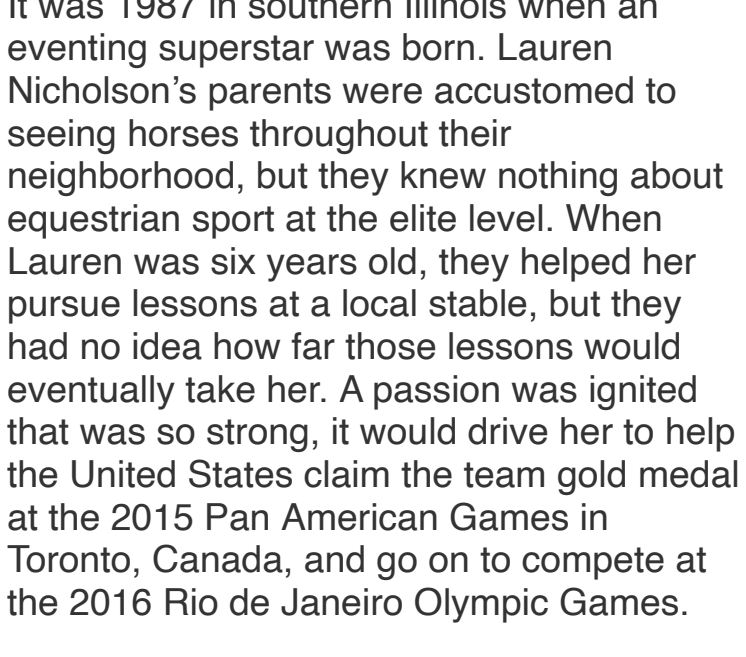 It was 1987 in southern Illinois when an
eventing superstar was born. Lauren
Nicholson’s parents were accustomed to
seeing horses throughout their
neighborhood, but they knew nothing about
equestrian sport at the elite level. When
Lauren was six years old, they helped her
pursue lessons at a local stable, but they
had no idea how far those lessons would
eventually take her. A passion was ignited
that was so strong, it would drive her to help
the United States claim the team gold medal
at the 2015 Pan American Games in
Toronto, Canada, and go on to compete at
the 2016 Rio de Janeiro Olympic Games.